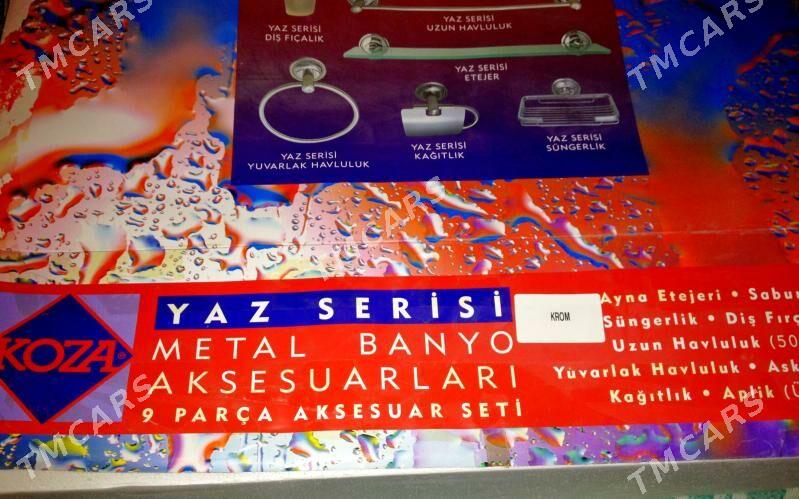 YAZ SERİSİ
DİŞ FIÇALIK
YAZ SERİSİ
UZUN HAVLULUK
YAZ SERİSİ
ETEJER
YAZ SERİSİ
YUVARLAK HAVLULUK
YAZ SERİSİ
KAĞITLIK
YAZ SERİSİ
SÜNGERLİK
KOZA
YAZ SERİSİ
METAL BANYO
AKSESUARLARI
9 PARÇA AKSESUAR SETİ
KROM
Ayna Etejeri • Sabun
Süngerlik • Diş Fırç
Uzun Havluluk (50
Yuvarlak Havluluk • Ask
Kağıtlık • Aplik (Ü
TMCARS
TMCARS
TMCARS
TMCARS
TMCARS
TMCARS
TMCARS